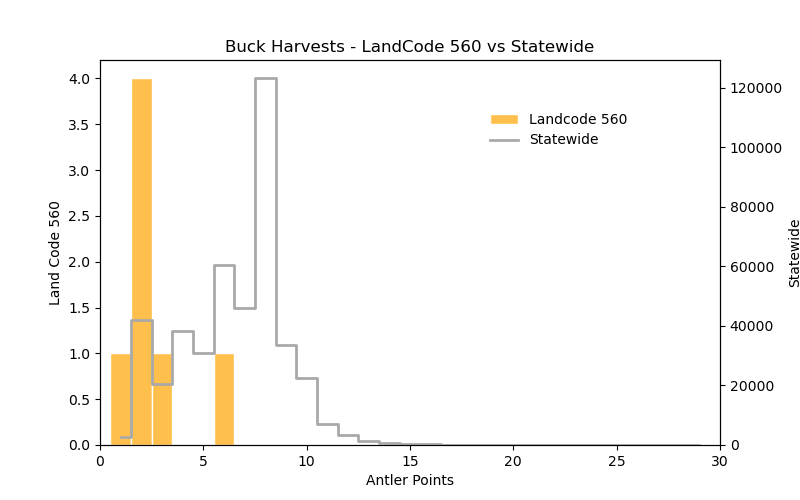 Buck Harvests - LandCode 560 vs Statewide
Landcode 560
Statewide
Land Code 560
4.0
3.5
3.0
2.5
2.0
1.5
1.0
0.5
0.0
120000
100000
80000
60000
40000
20000
0
Statewide
0 5 10 15 20 25 30
Antler Points